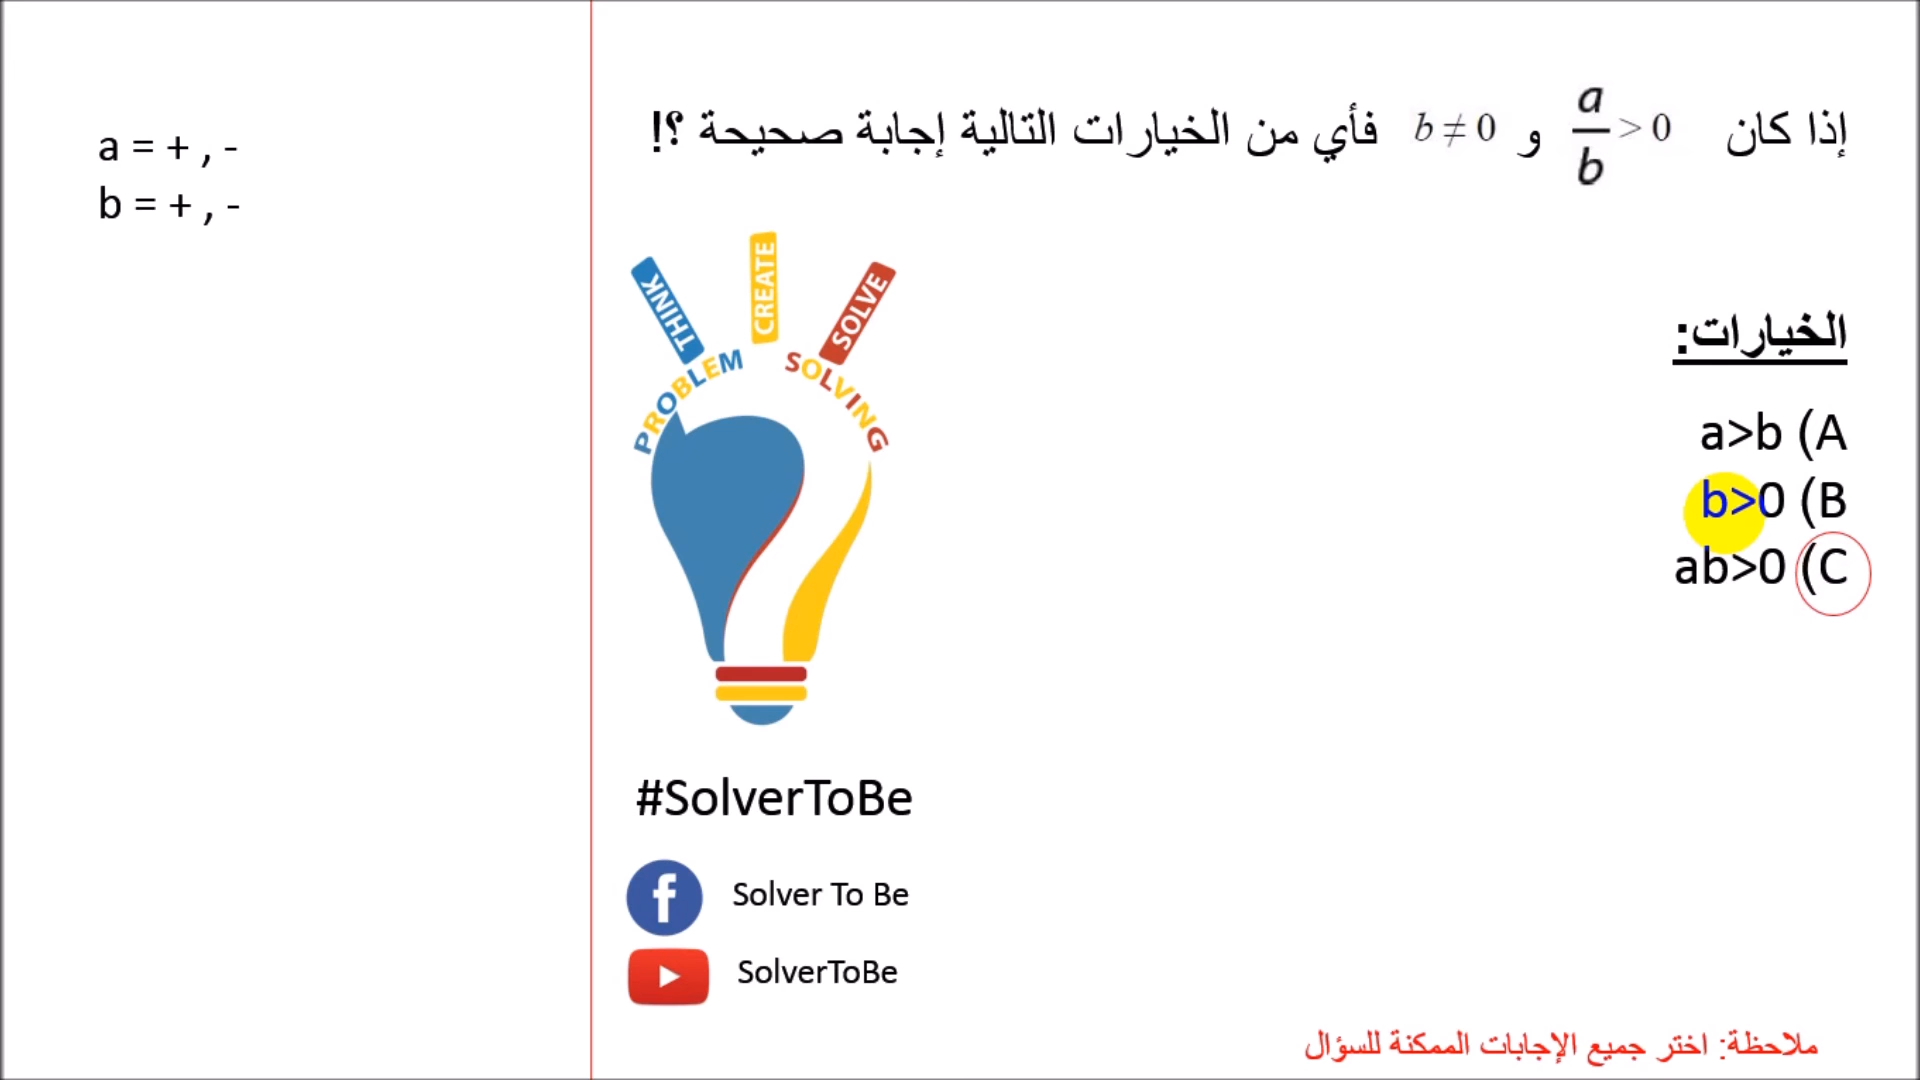 إذا كان a/b > 0 و b ≠ 0 فأي من الخيارات التالية إجابة صحيحة ؟!
a = + , -
b = + , -
THINK
CREATE
SOLVE
PROBLEM SOLVING
الخيارات:
a>b (A
b>0 (B
ab>0 (C
#SolverToBe
f Solver To Be
SolverToBe
ملاحظة: اختر جميع الإجابات الممكنة للسؤال